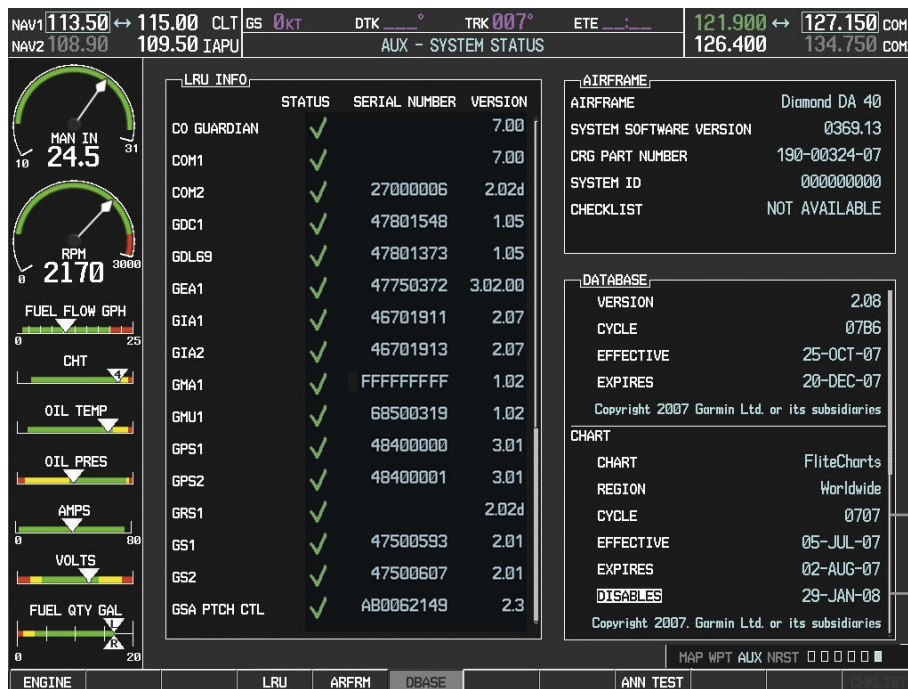 NAV1 113.50 ↔ 115.00 CLT GS 0KT DTK ___° TRK 007° ETE __:__ 121.900 ↔ 127.150 COM
NAV2 108.90 109.50 IAPU AUX - SYSTEM STATUS 126.400 134.750 COM
MAN IN
24.5
10 31
RPM
2170
0 3000
FUEL FLOW GPH
0 25
CHT
4
OIL TEMP
OIL PRES
AMPS
0 80
VOLTS
FUEL QTY GAL
L
R
0 20
LRU INFO
STATUS SERIAL NUMBER VERSION
CO GUARDIAN ✓ 7.00
COM1 ✓ 7.00
COM2 ✓ 27000006 2.02d
GDC1 ✓ 47801548 1.05
GDL69 ✓ 47801373 1.05
GEA1 ✓ 47750372 3.02.00
GIA1 ✓ 46701911 2.07
GIA2 ✓ 46701913 2.07
GMA1 ✓ FFFFFFFFF 1.02
GMU1 ✓ 68500319 1.02
GPS1 ✓ 48400000 3.01
GPS2 ✓ 48400001 3.01
GRS1 ✓ 2.02d
GS1 ✓ 47500593 2.01
GS2 ✓ 47500607 2.01
GSA PTCH CTL ✓ AB0062149 2.3
AIRFRAME
AIRFRAME Diamond DA 40
SYSTEM SOFTWARE VERSION 0369.13
CRG PART NUMBER 190-00324-07
SYSTEM ID 000000000
CHECKLIST NOT AVAILABLE
DATABASE
VERSION 2.08
CYCLE 07B6
EFFECTIVE 25-OCT-07
EXPIRES 20-DEC-07
Copyright 2007 Garmin Ltd. or its subsidiaries
CHART
CHART FliteCharts
REGION Worldwide
CYCLE 0707
EFFECTIVE 05-JUL-07
EXPIRES 02-AUG-07
DISABLES 29-JAN-08
Copyright 2007. Garmin Ltd. or its subsidiaries
MAP WPT AUX NRST
ENGINE LRU ARFRM DBASE ANN TEST CHKLIST